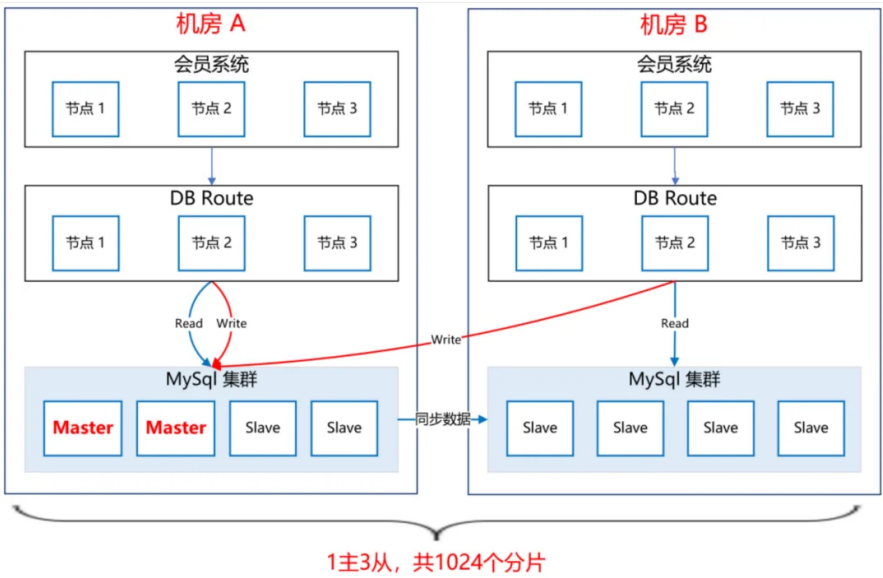 机房 A
会员系统
节点 1
节点 2
节点 3
DB Route
节点 1
节点 2
节点 3
Read
Write
MySql 集群
Master
Master
Slave
Slave
Write
同步数据
机房 B
会员系统
节点 1
节点 2
节点 3
DB Route
节点 1
节点 2
节点 3
Read
MySql 集群
Slave
Slave
Slave
Slave
1主3从，共1024个分片